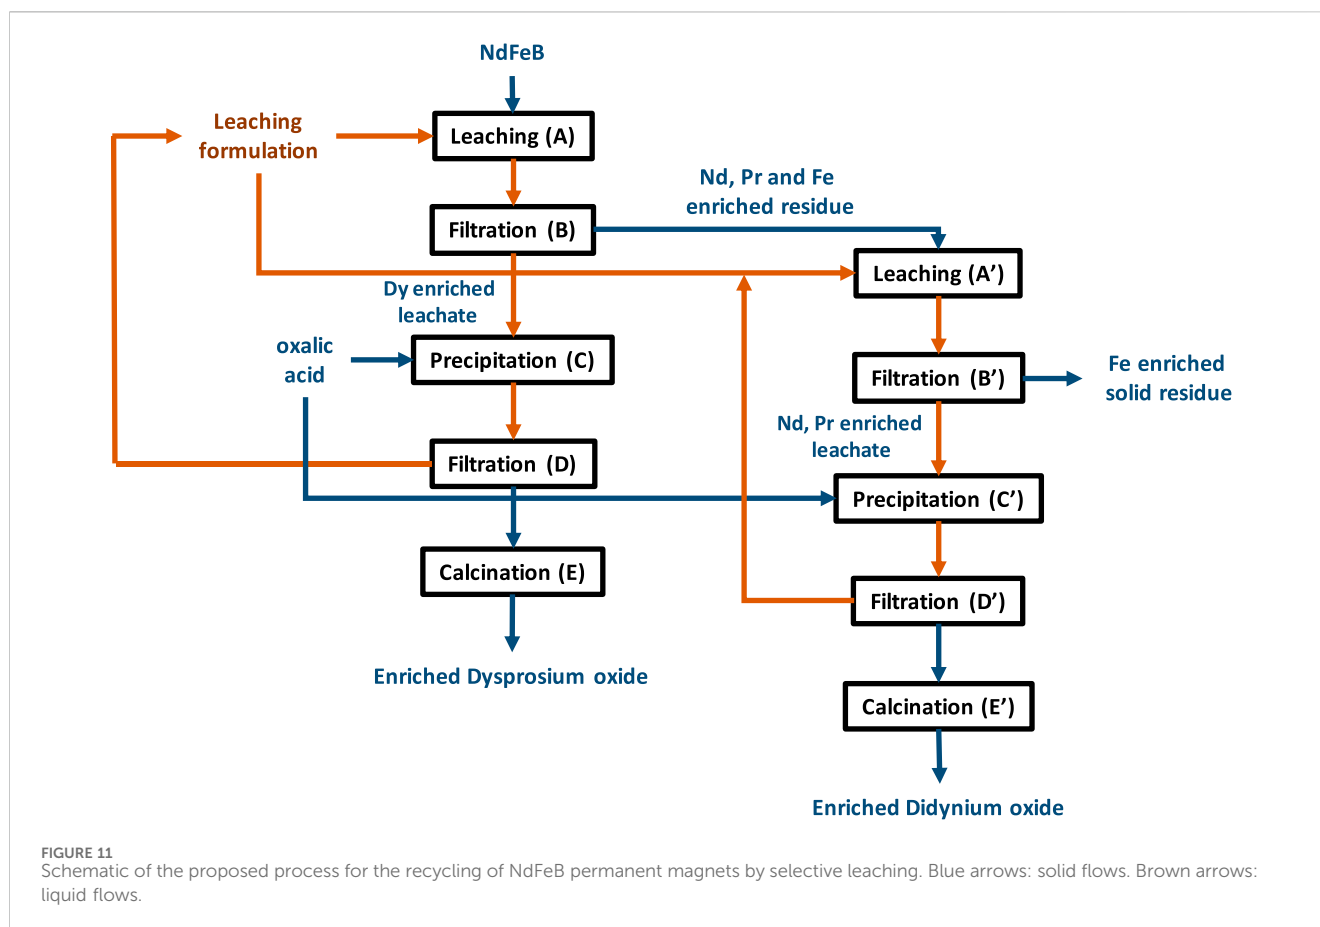 NdFeB
Leaching
formulation
Leaching (A)
Nd, Pr and Fe
enriched residue
Filtration (B)
Leaching (A’)
Dy enriched
leachate
oxalic
acid
Precipitation (C)
Filtration (B’)
Fe enriched
solid residue
Nd, Pr enriched
leachate
Filtration (D)
Precipitation (C’)
Calcination (E)
Filtration (D’)
Enriched Dysprosium oxide
Calcination (E’)
Enriched Didynium oxide
FIGURE 11
Schematic of the proposed process for the recycling of NdFeB permanent magnets by selective leaching. Blue arrows: solid flows. Brown arrows:
liquid flows.